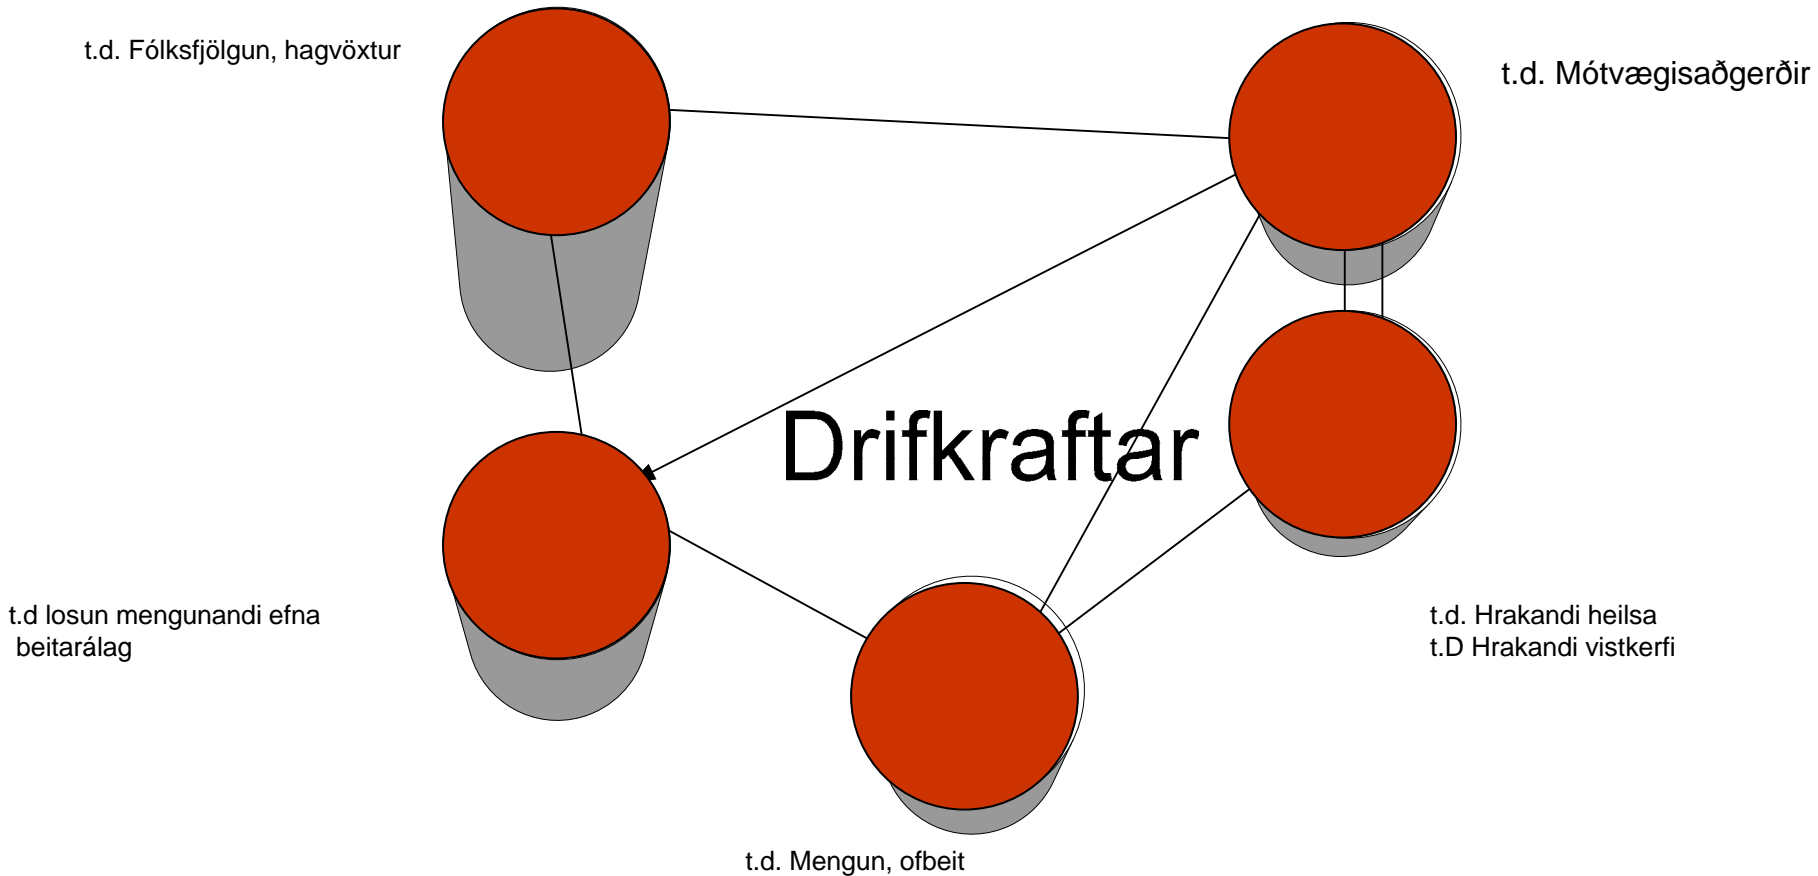 t.d. Fólksfjölgun, hagvöxtur
t.d. Mótvægisaðgerðir
Drifkraftar
t.d losun mengunandi efna
beitarálag
t.d. Hrakandi heilsa
t.D Hrakandi vistkerfi
t.d. Mengun, ofbeit